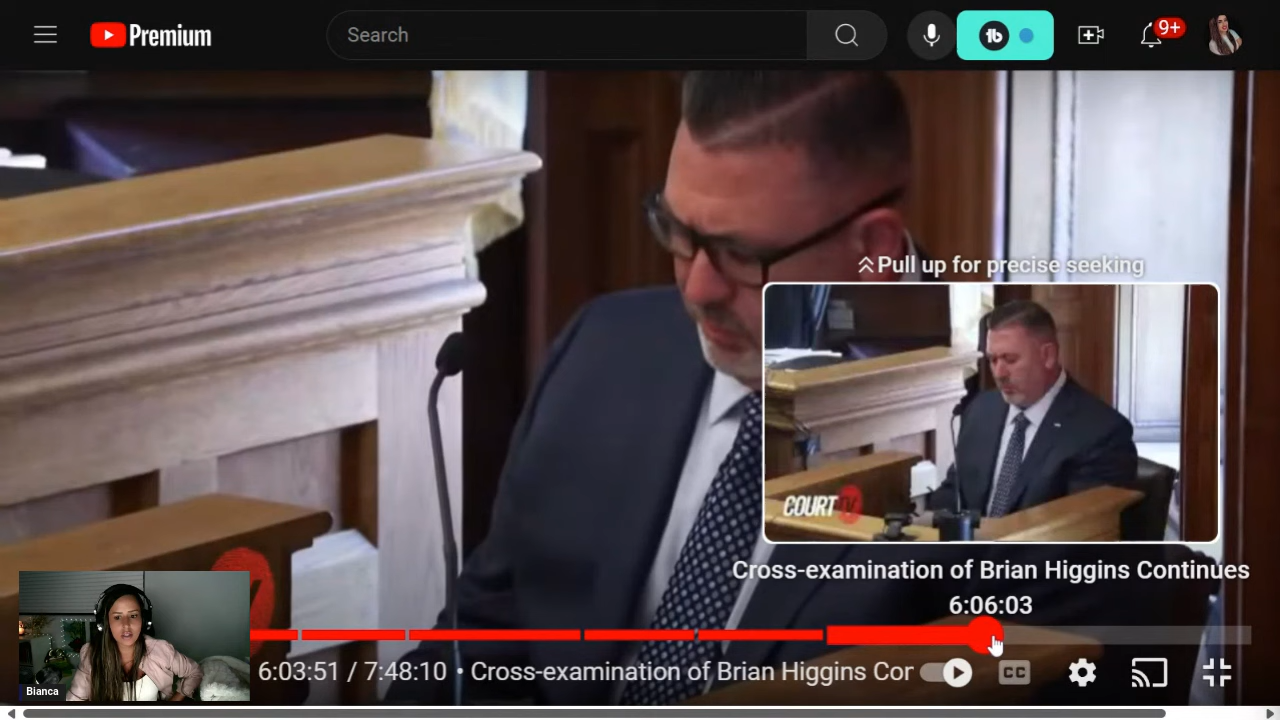 Premium
Search
9+
Pull up for precise seeking
COURT TV
Cross-examination of Brian Higgins Continues
6:06:03
6:03:51 / 7:48:10 • Cross-examination of Brian Higgins Cor
CC
Bianca